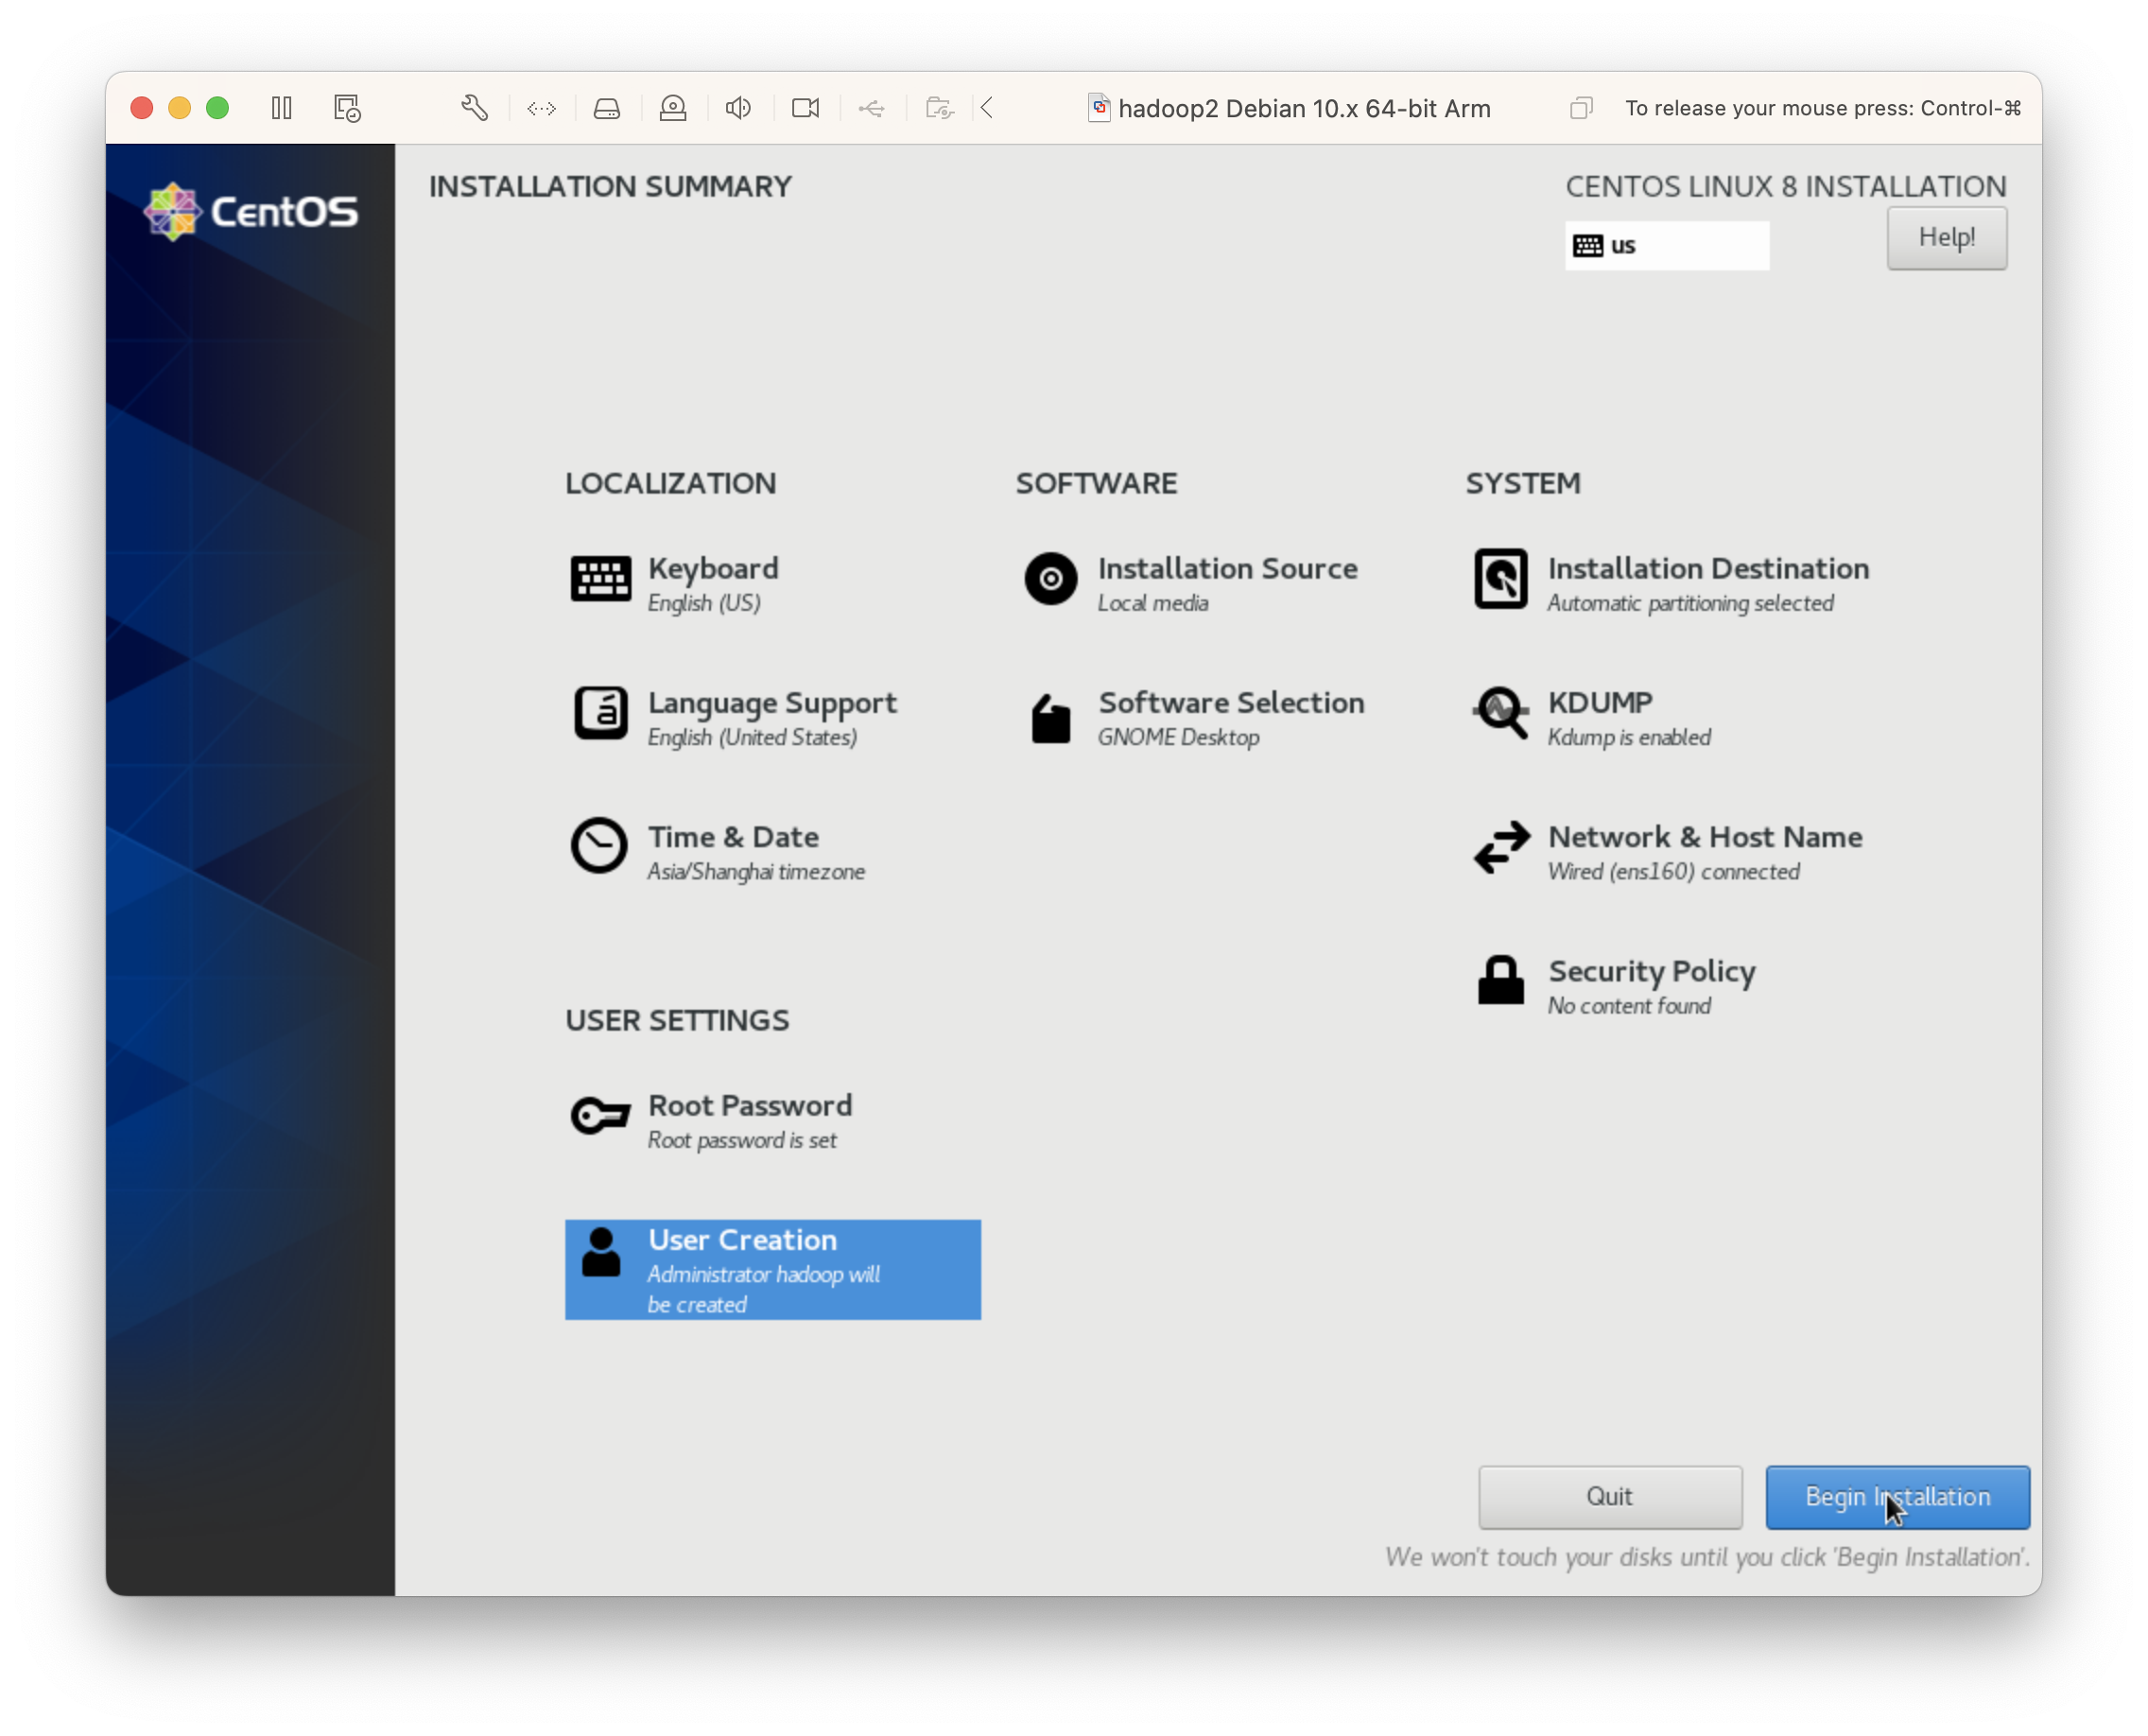 hadoop2 Debian 10.x 64-bit Arm
To release your mouse press: Control-⌘
CentOS
INSTALLATION SUMMARY
CENTOS LINUX 8 INSTALLATION
us
Help!
LOCALIZATION
Keyboard
English (US)
Language Support
English (United States)
Time & Date
Asia/Shanghai timezone
SOFTWARE
Installation Source
Local media
Software Selection
GNOME Desktop
SYSTEM
Installation Destination
Automatic partitioning selected
KDUMP
Kdump is enabled
Network & Host Name
Wired (ens160) connected
Security Policy
No content found
USER SETTINGS
Root Password
Root password is set
User Creation
Administrator hadoop will
be created
Quit
Begin Installation
We won't touch your disks until you click 'Begin Installation'.